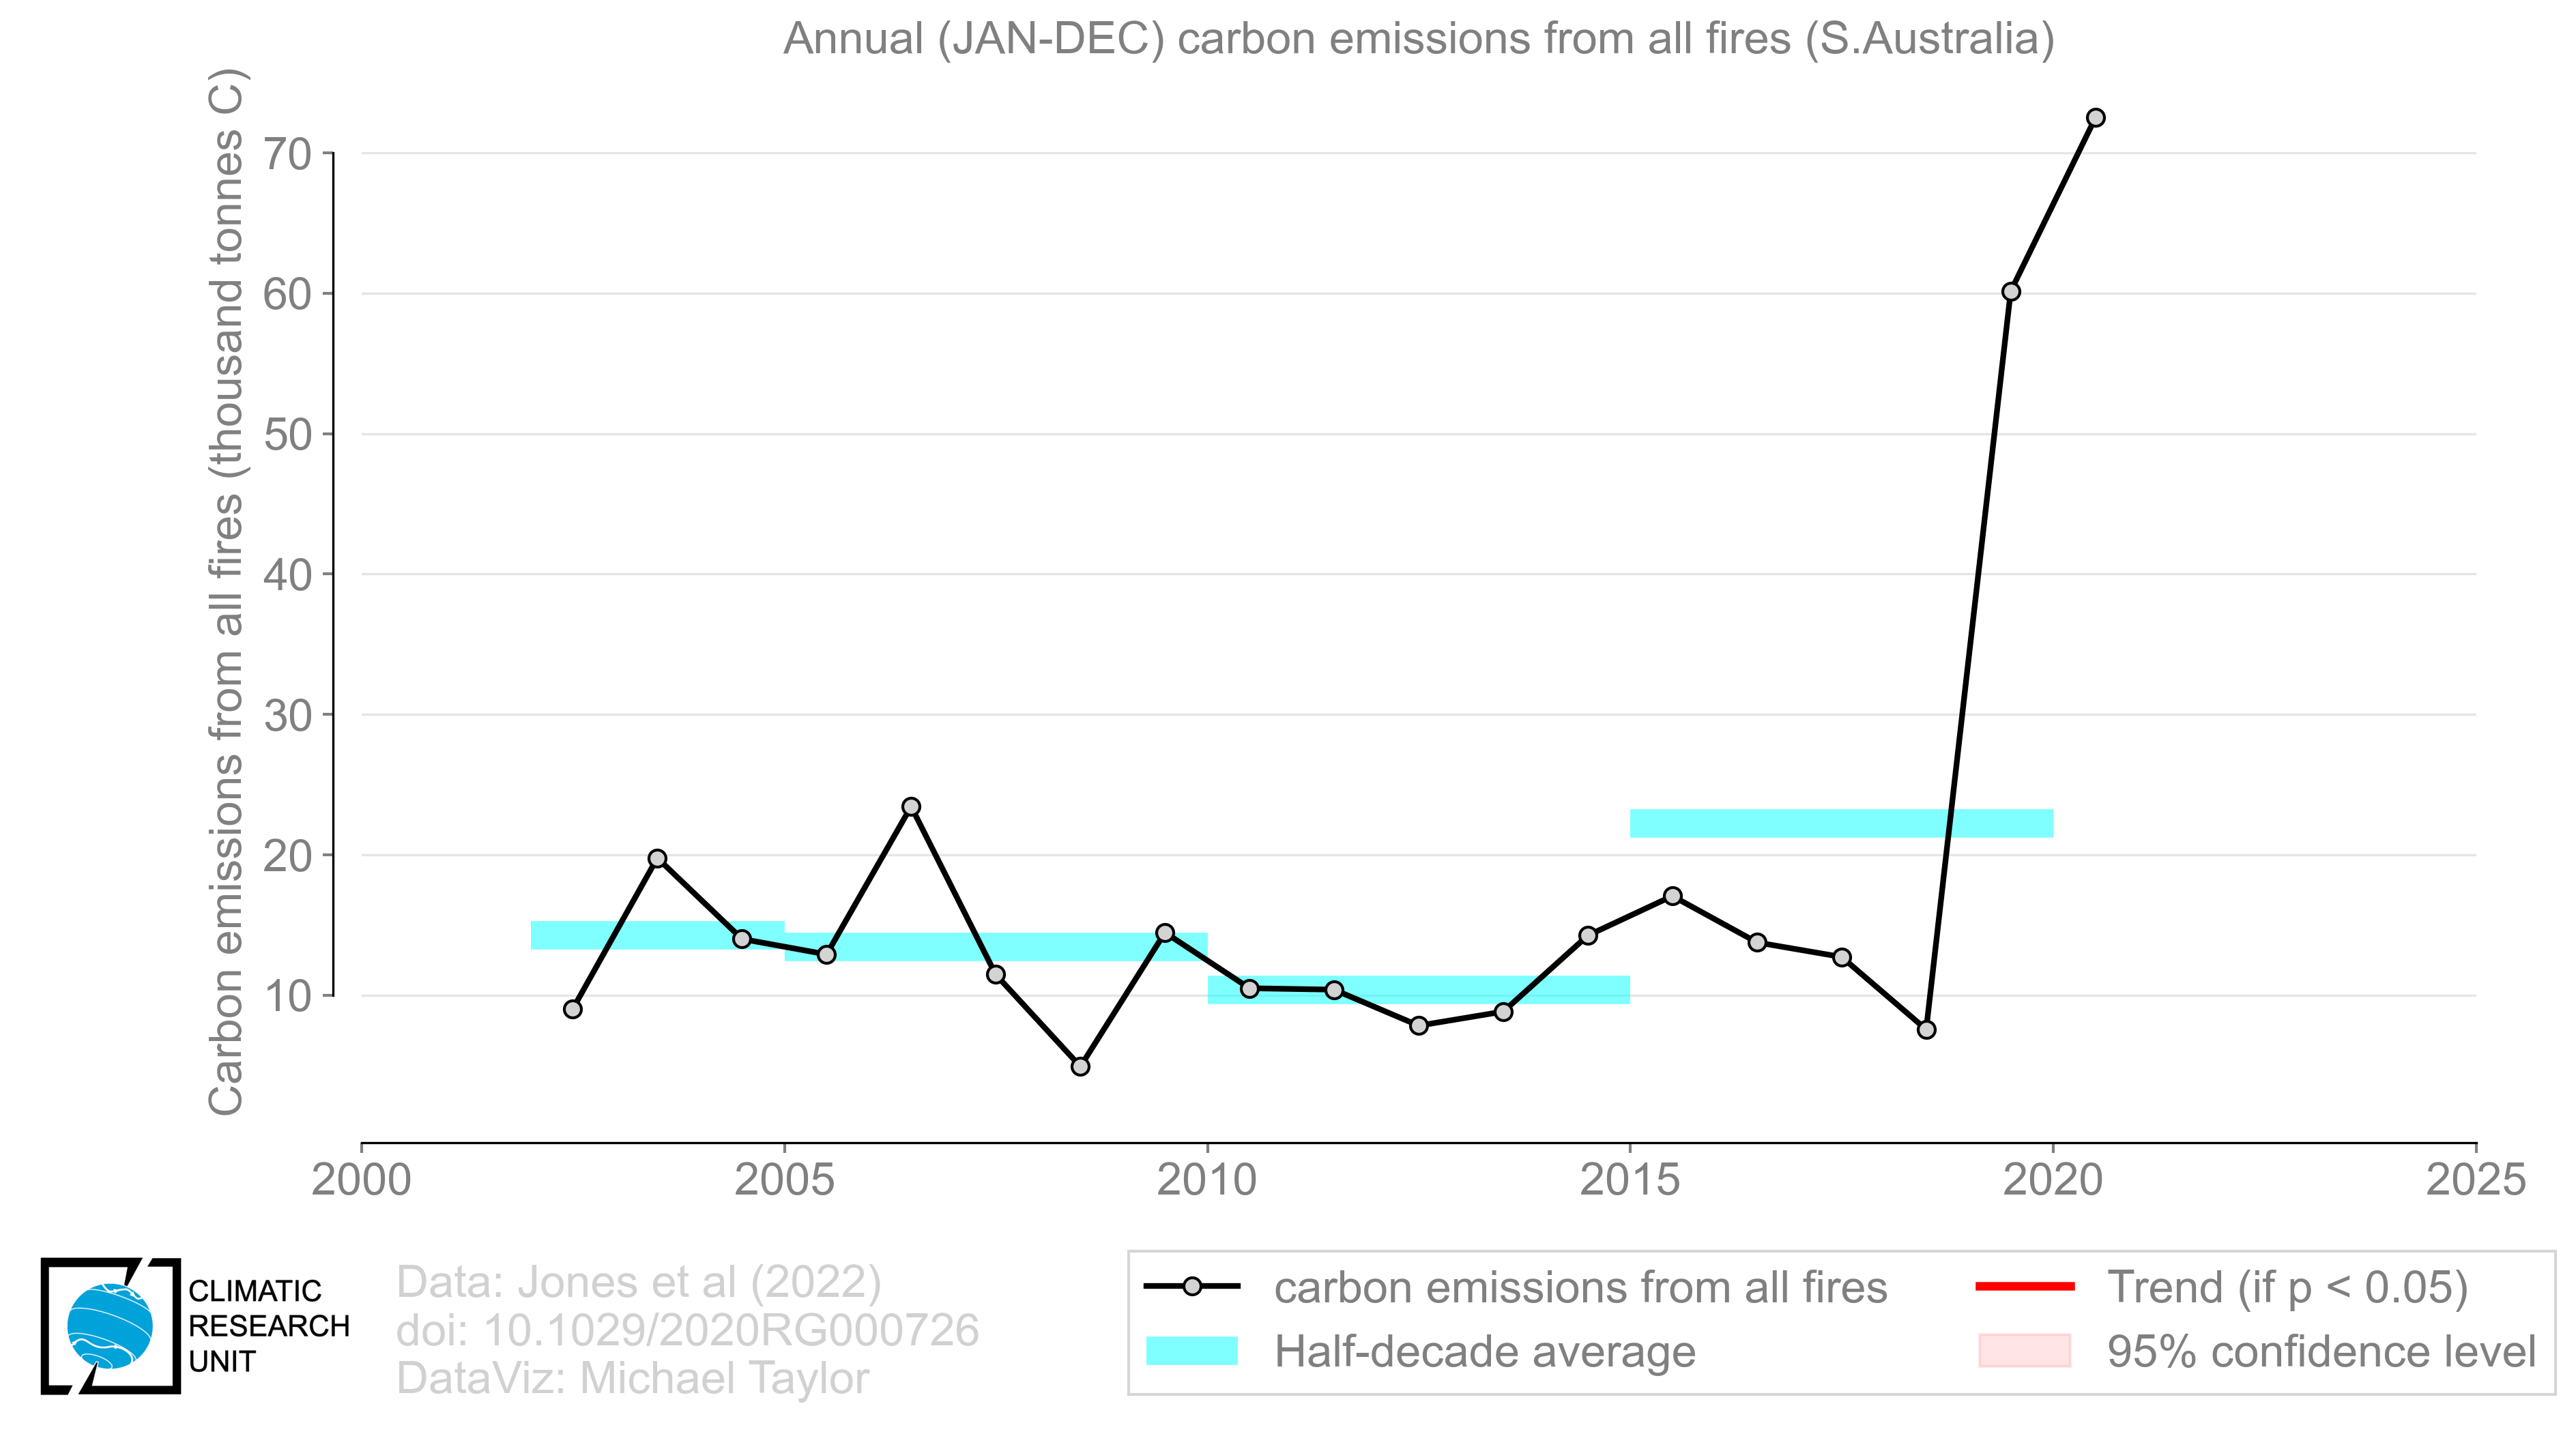 Annual (JAN-DEC) carbon emissions from all fires (S.Australia)
Carbon emissions from all fires (thousand tonnes C)
70
60
50
40
30
20
10
2000 2005 2010 2015 2020 2025
CLIMATIC
RESEARCH
UNIT
Data: Jones et al (2022)
doi: 10.1029/2020RG000726
DataViz: Michael Taylor
carbon emissions from all fires
Half-decade average
Trend (if p < 0.05)
95% confidence level